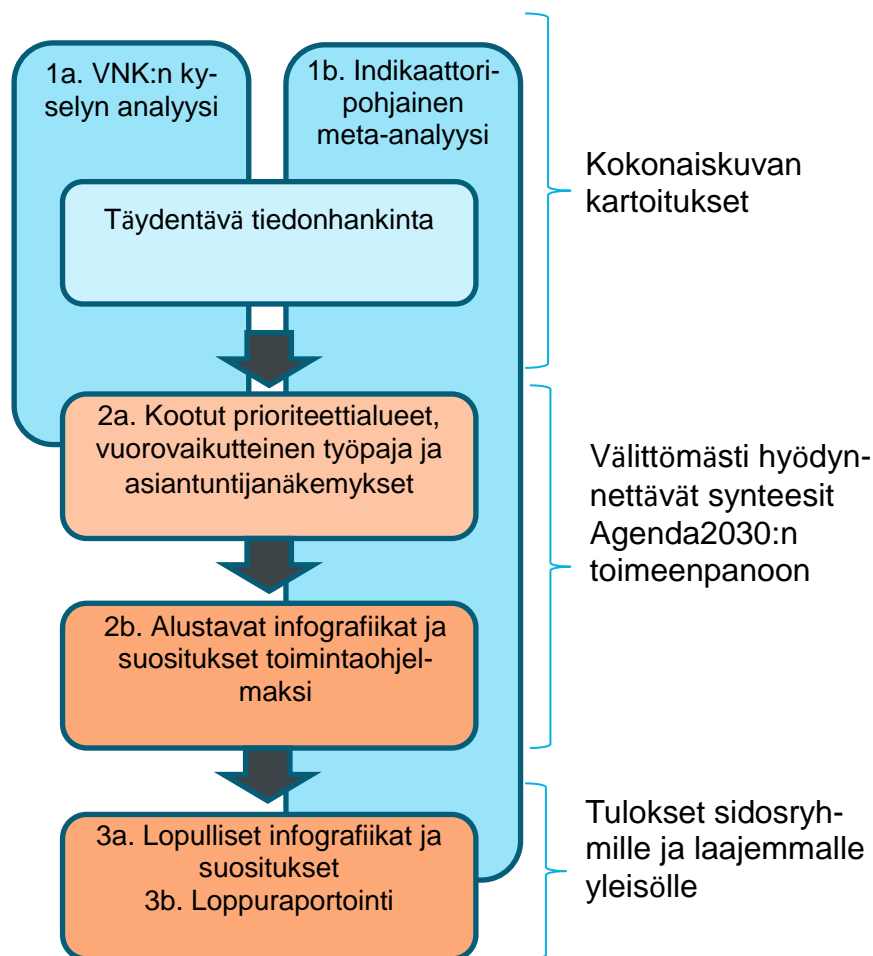 1a. VNK:n ky-
selyn analyysi
1b. Indikaattori-
pohjainen
meta-analyysi
Täydentävä tiedonhankinta
Kokonaiskuvan
kartoitukset
2a. Kootut prioriteettialueet,
vuorovaikutteinen työpaja ja
asiantuntijanäkemykset
2b. Alustavat infografiikat ja
suositukset toimintaohjel-
maksi
Välittömästi hyödyn-
nettävät synteesit
Agenda2030:n
toimeenpanoon
3a. Lopulliset infografiikat ja
suositukset
3b. Loppuraportointi
Tulokset sidosryh-
mille ja laajemmalle
yleisölle